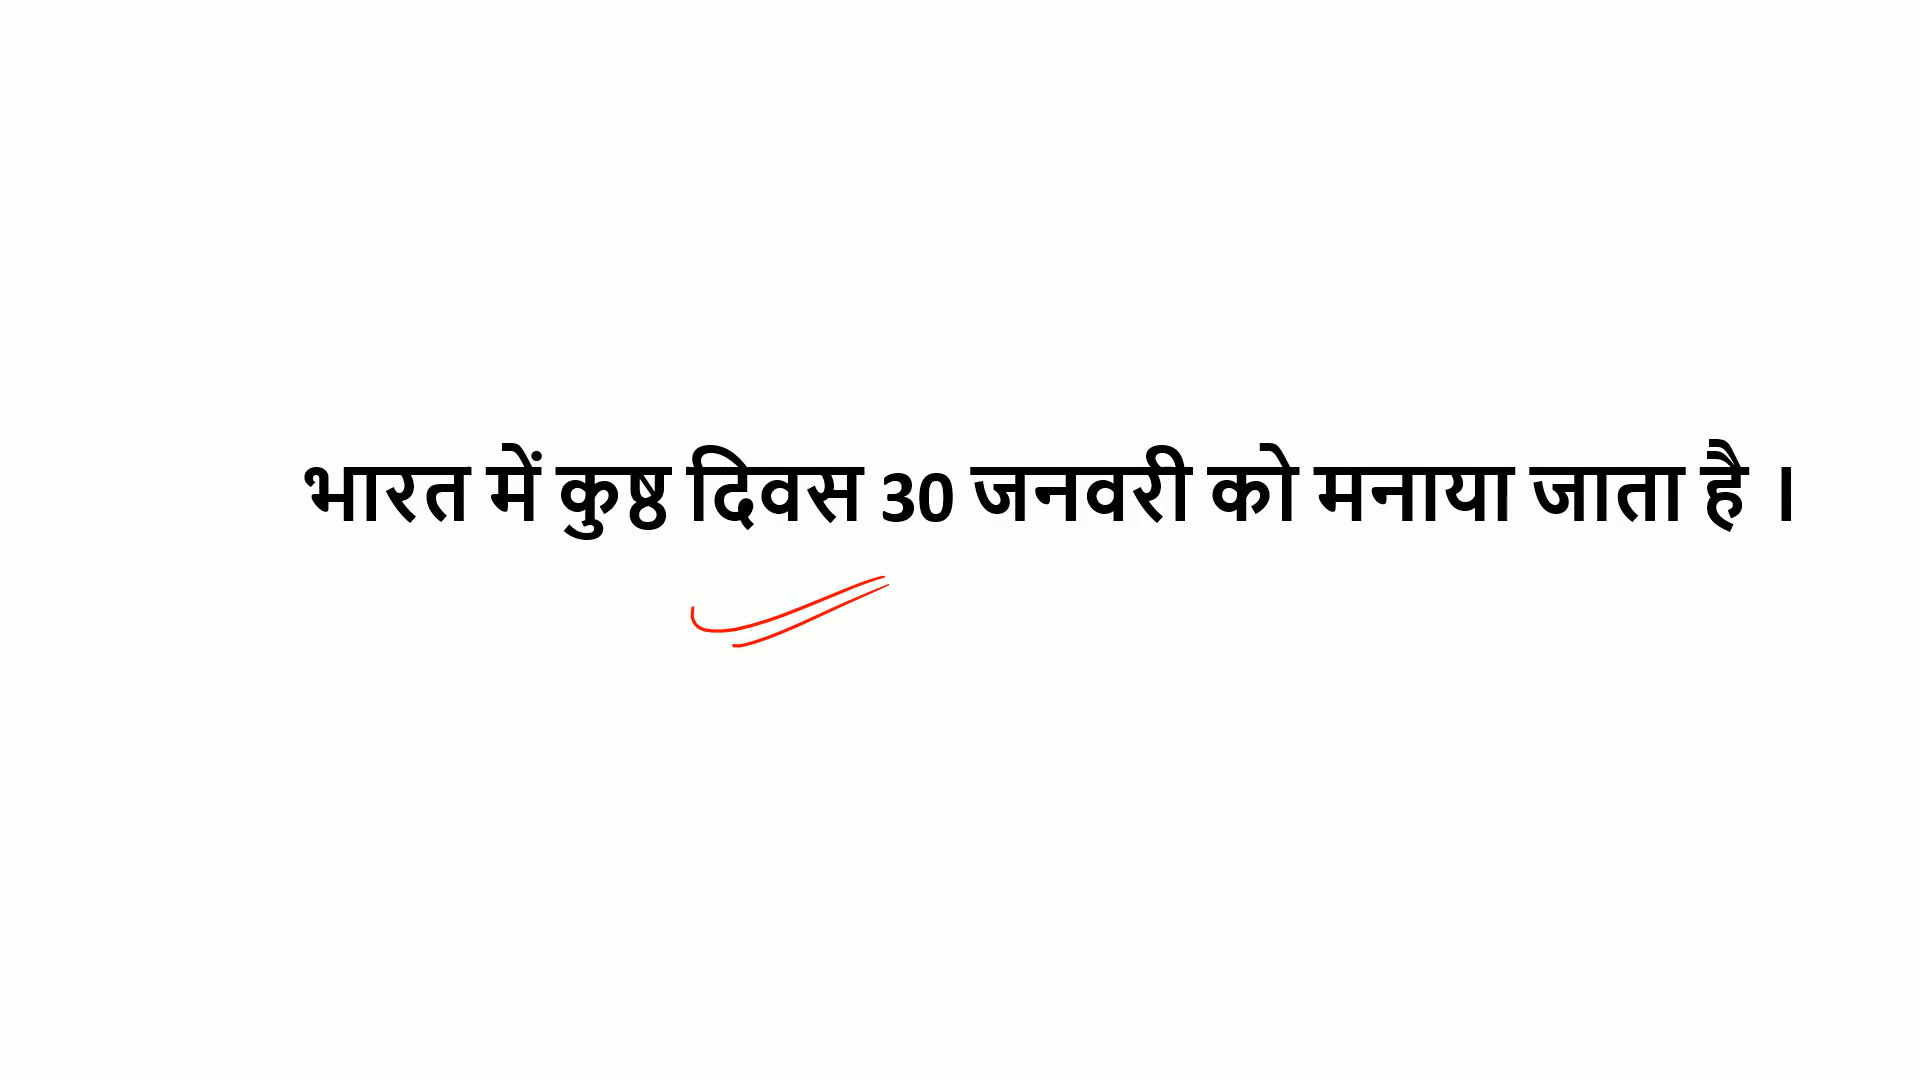 भारत में कुष्ठ दिवस 30 जनवरी को मनाया जाता है ।